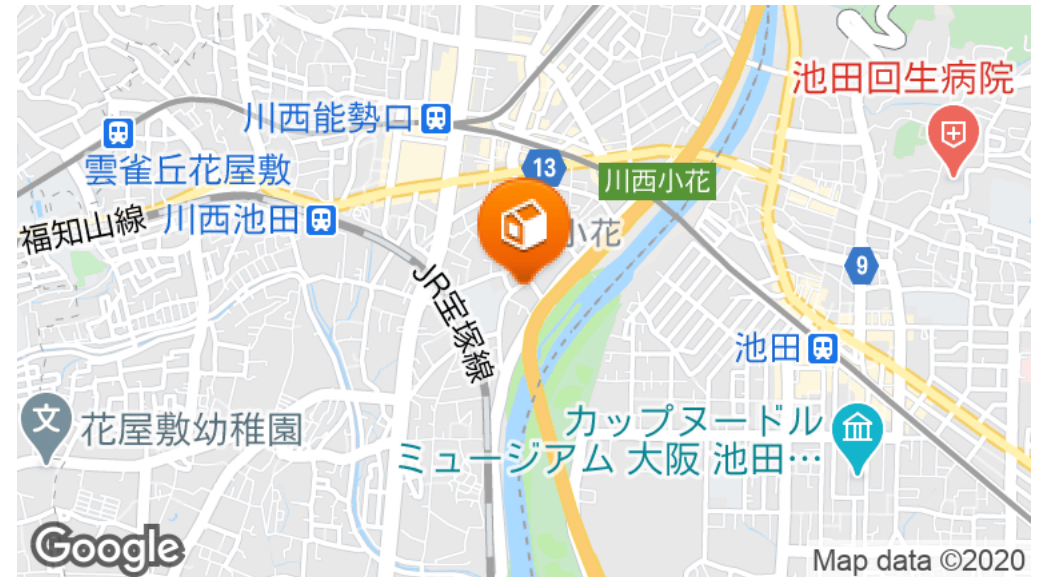 池田回生病院
川西能勢口
雲雀丘花屋敷
13
川西小花
福知山線
川西池田
小花
9
JR宝塚線
池田
花屋敷幼稚園
文
カップヌードル
ミュージアム 大阪 池田…
Google
Map data ©2020